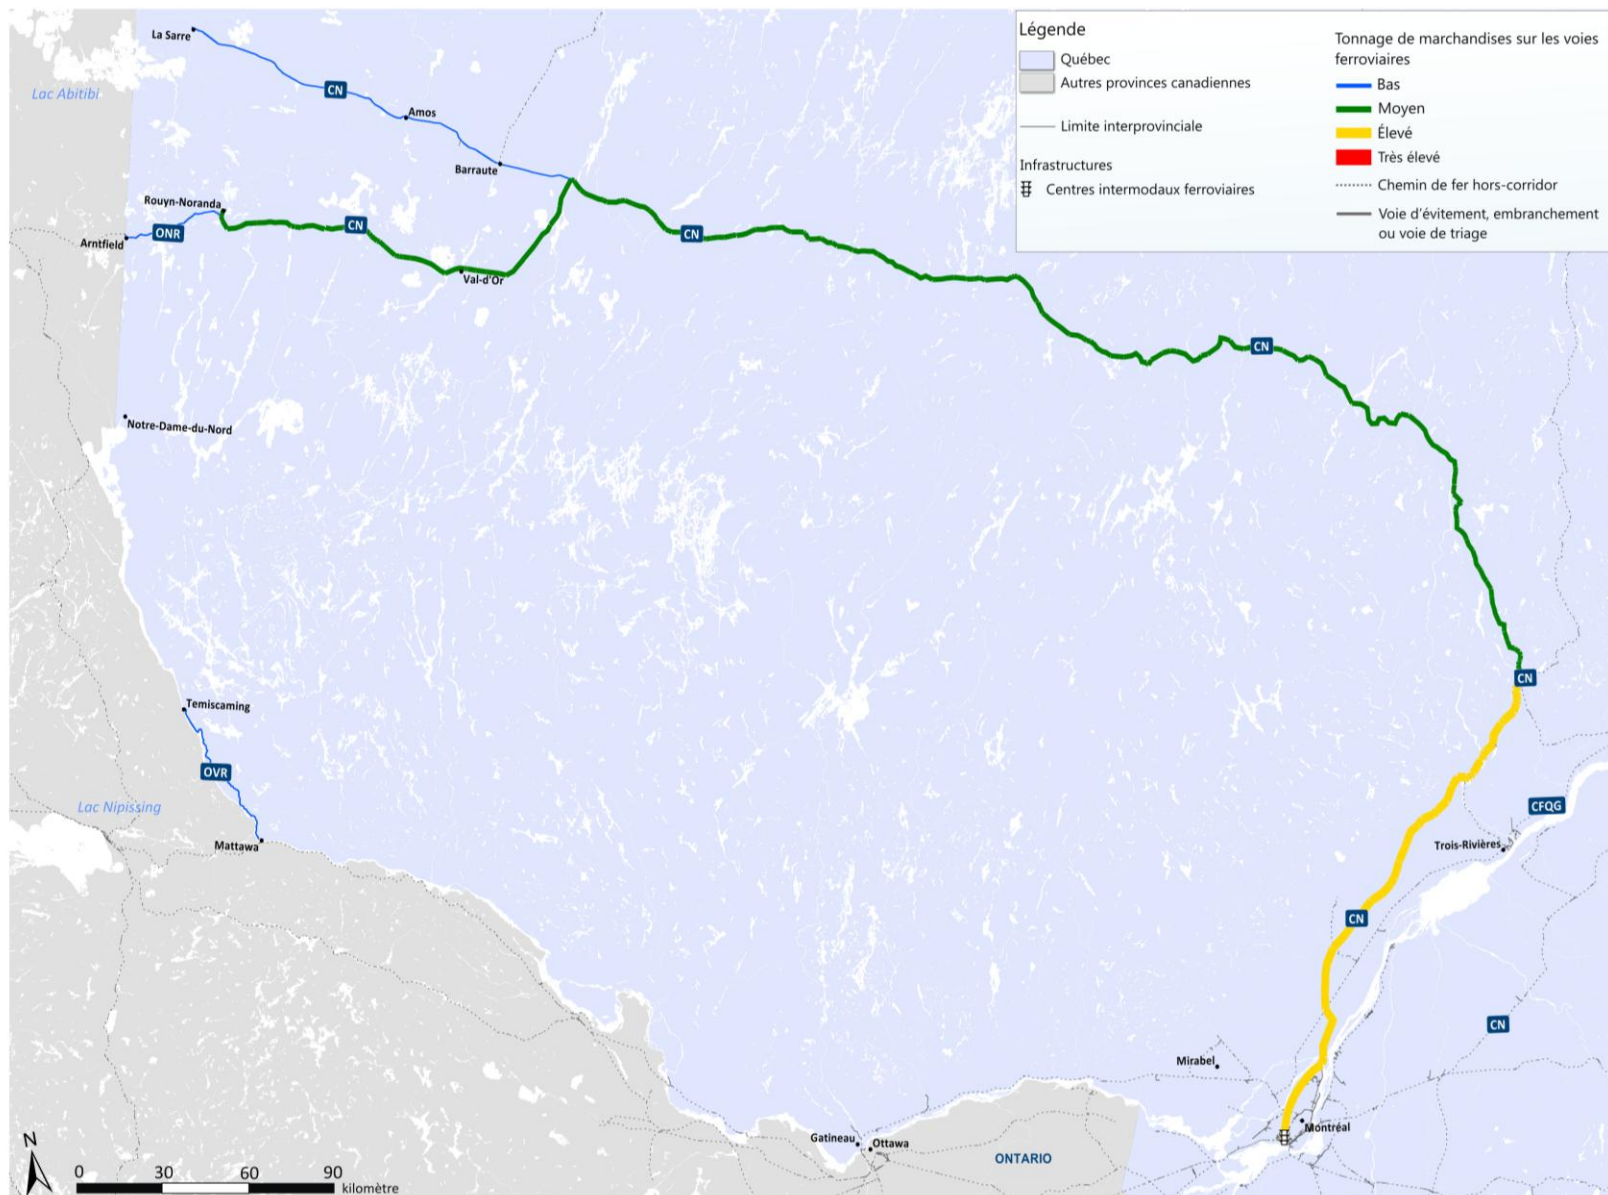 Légende
Québec
Autres provinces canadiennes
Limite interprovinciale
Infrastructures
Centres intermodaux ferroviaires
Tonnage de marchandises sur les voies
ferroviaires
Bas
Moyen
Élevé
Très élevé
Chemin de fer hors-corridor
Voie d'évitement, embranchement
ou voie de triage
La Sarre
Lac Abitibi
CN
Amos
Barraute
Rouyn-Noranda
Arntfield
ONR
CN
CN
Val-d'Or
CN
Notre-Dame-du-Nord
CN
Temiscaming
OVR
Lac Nipissing
Mattawa
CFQG
Trois-Rivières
CN
CN
Mirabel
Montréal
Gatineau
Ottawa
ONTARIO
N
0 30 60 90
kilomètre